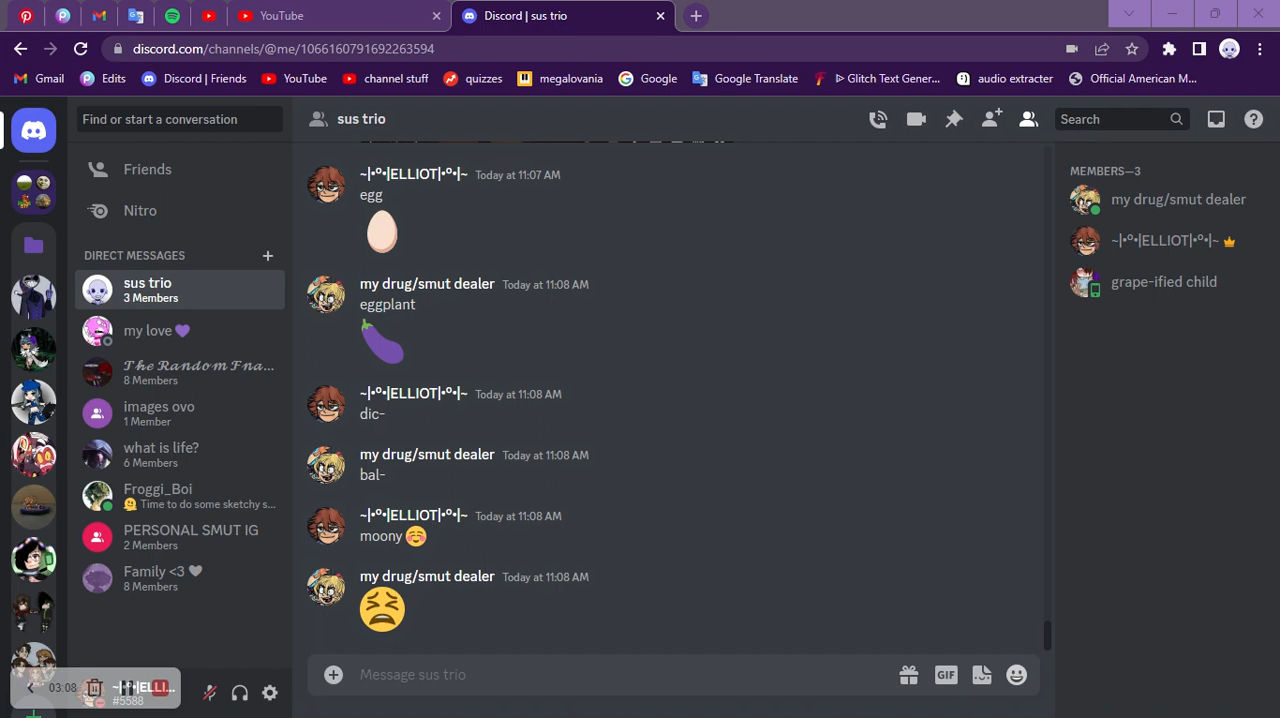 YouTube
Discord | sus trio
discord.com/channels/@me/1066160791692263594
Gmail
Edits
Discord | Friends
YouTube
channel stuff
quizzes
megalovania
Google
Google Translate
ᐅ Glitch Text Gener...
audio extracter
Official American M...
Find or start a conversation
sus trio
Search
Friends
Nitro
DIRECT MESSAGES
sus trio
3 Members
my love 💜
𝓣𝓱𝓮 𝓡𝓪𝓷𝓭𝓸𝓶 𝓕𝓷𝓪...
8 Members
images ovo
1 Member
what is life?
6 Members
Froggi_Boi
🤗 Time to do some sketchy s...
PERSONAL SMUT IG
2 Members
Family <3 🤍
8 Members
03:08
~|•º•|ELLI...
#5588
~|•º•|ELLIOT|•º•|~ Today at 11:07 AM
egg
🥚
my drug/smut dealer Today at 11:08 AM
eggplant
🍆
~|•º•|ELLIOT|•º•|~ Today at 11:08 AM
dic-
my drug/smut dealer Today at 11:08 AM
bal-
~|•º•|ELLIOT|•º•|~ Today at 11:08 AM
moony ☺️
my drug/smut dealer Today at 11:08 AM
😫
Message sus trio
GIF
MEMBERS—3
my drug/smut dealer
~|•º•|ELLIOT|•º•|~
grape-ified child